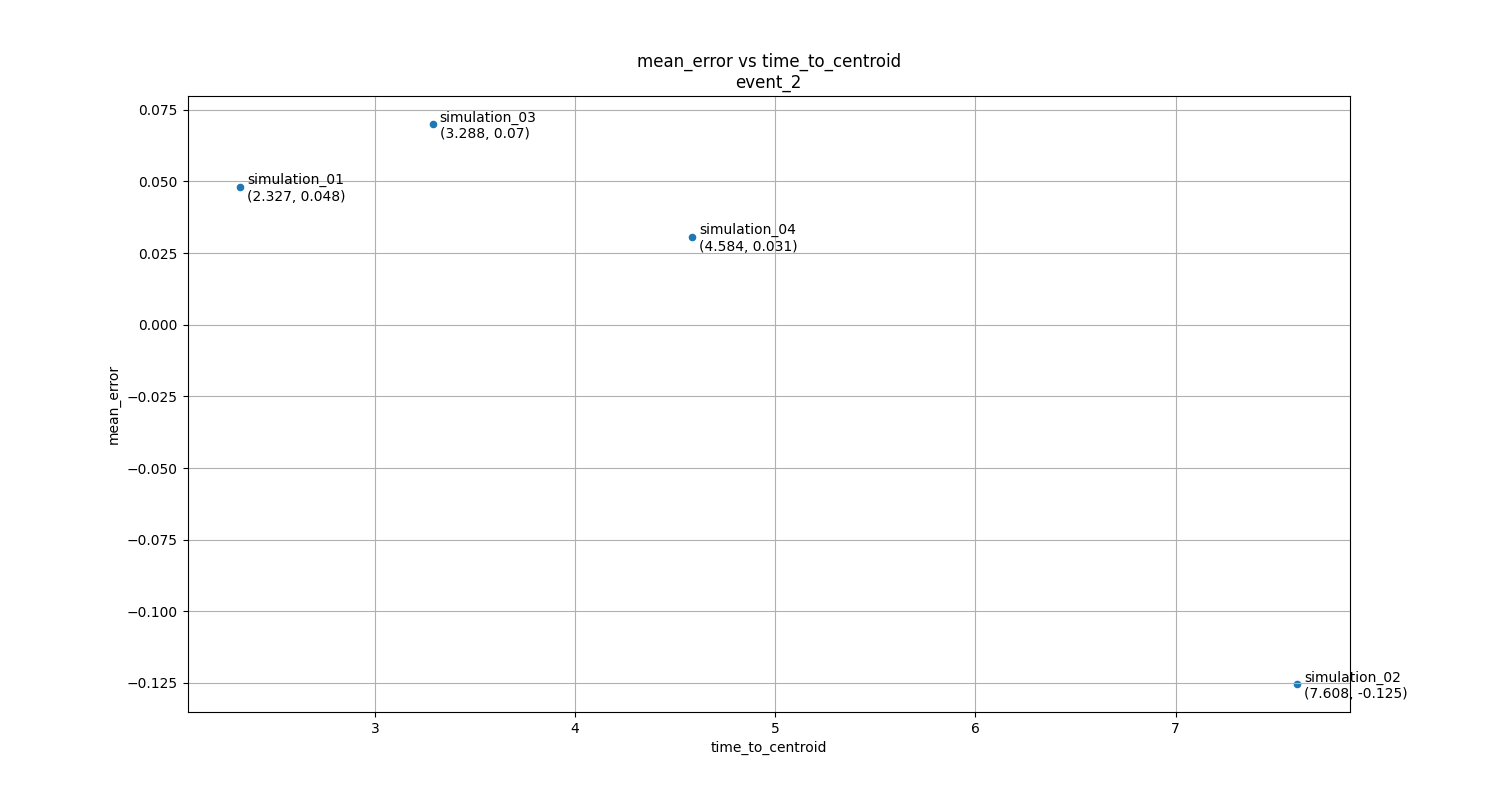 mean_error vs time_to_centroid
event_2
0.075
0.050
0.025
0.000
−0.025
−0.050
−0.075
−0.100
−0.125
mean_error
simulation_03
(3.288, 0.07)
simulation_01
(2.327, 0.048)
simulation_04
(4.584, 0.031)
simulation_02
(7.608, -0.125)
3 4 5 6 7
time_to_centroid